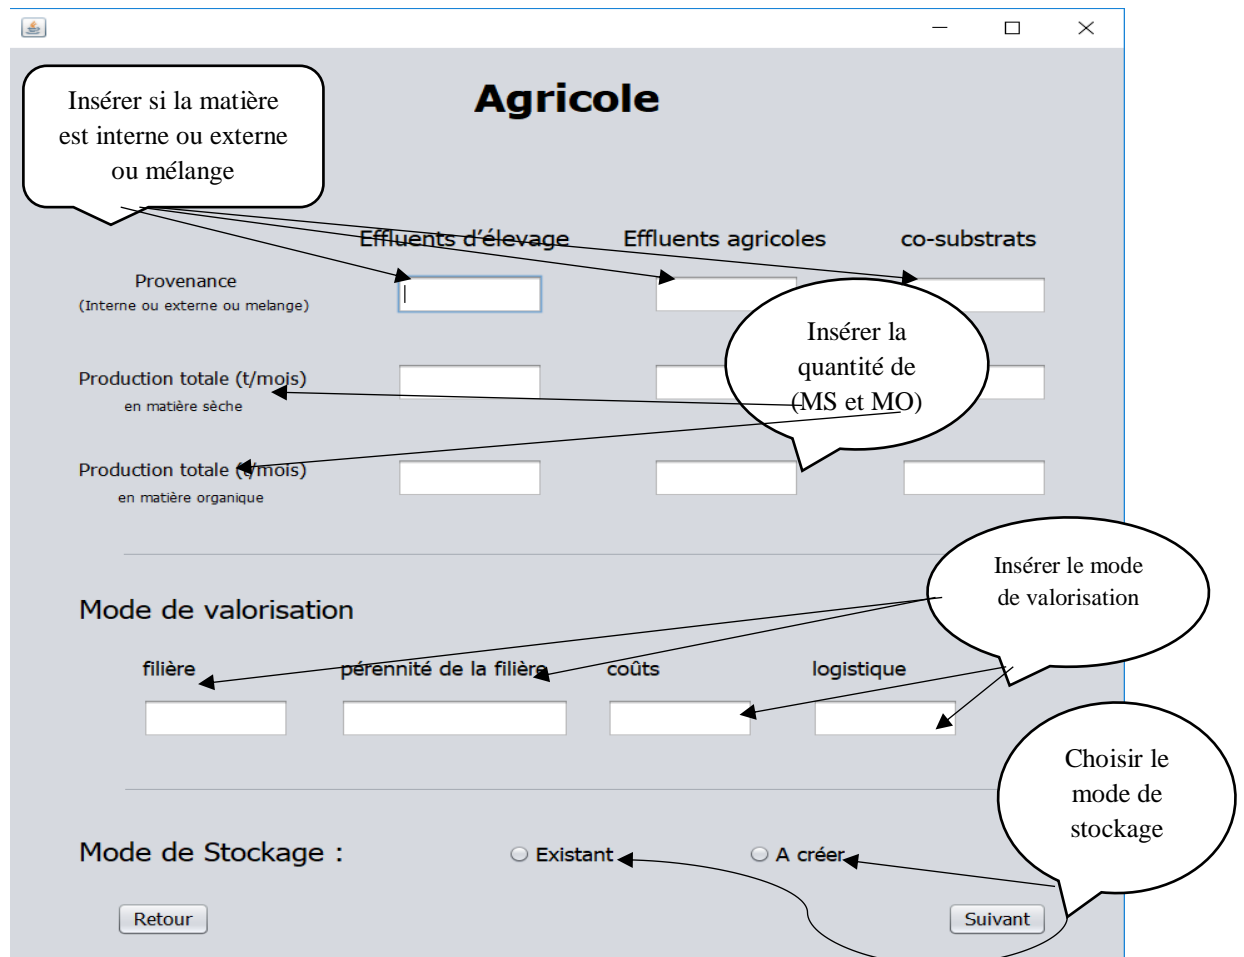 Agricole
Insérer si la matière
est interne ou externe
ou mélange
Effluents d'élevage Effluents agricoles co-substrats
Provenance
(Interne ou externe ou melange)
Insérer la
quantité de
(MS et MO)
Production totale (t/mois)
en matière sèche
Production totale (t/mois)
en matière organique
Insérer le mode
de valorisation
Mode de valorisation
filière pérennité de la filière coûts logistique
Choisir le
mode de
stockage
Mode de Stockage : Existant A créer
Retour Suivant